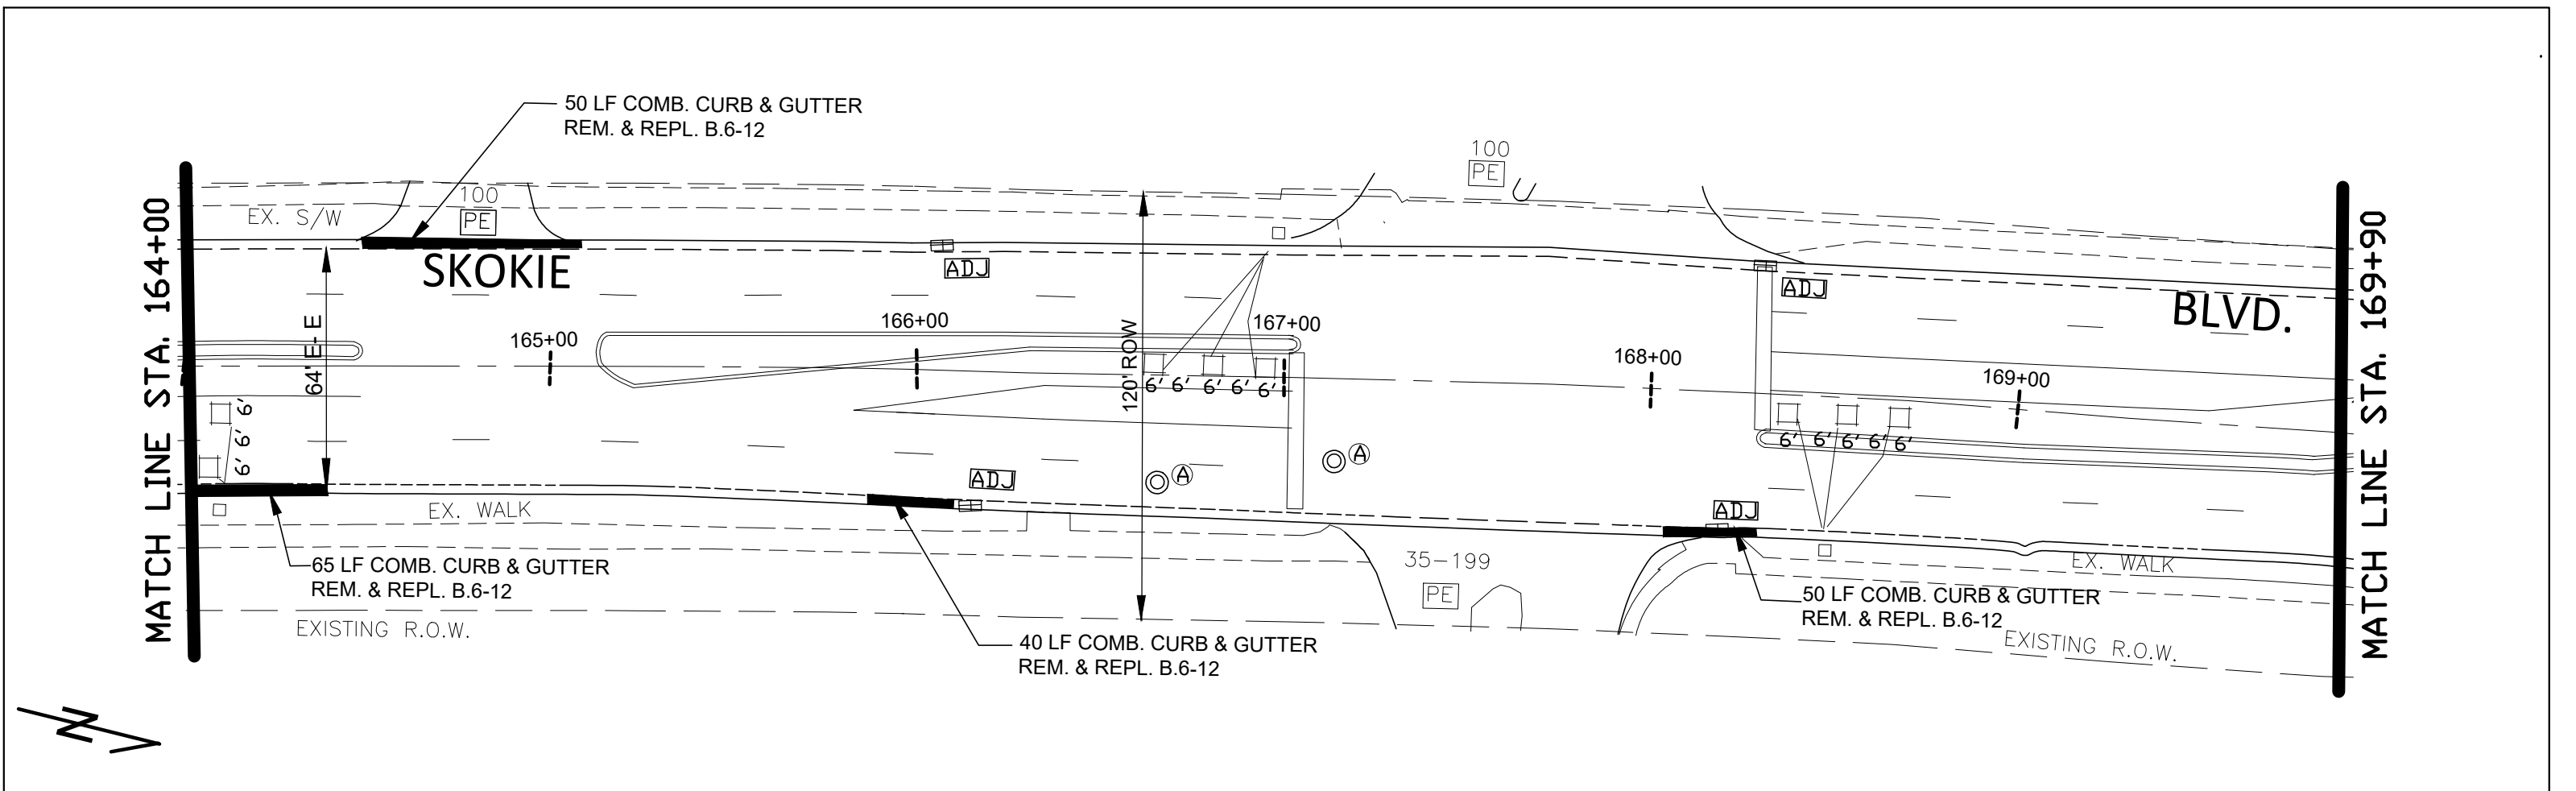 50 LF COMB. CURB & GUTTER
REM. & REPL. B.6-12
100
PE
100
PE
EX. S/W
SKOKIE
ADJ
ADJ
BLVD.
MATCH LINE STA. 164+00
MATCH LINE STA. 169+90
64' E- E
120' ROW
165+00
166+00
167+00
168+00
169+00
6' 6' 6' 6' 6'
6' 6'
6' 6' 6'
6' 6' 6' 6' 6'
A
A
ADJ
ADJ
EX. WALK
EX. WALK
35-199
PE
65 LF COMB. CURB & GUTTER
REM. & REPL. B.6-12
50 LF COMB. CURB & GUTTER
REM. & REPL. B.6-12
EXISTING R.O.W.
EXISTING R.O.W.
40 LF COMB. CURB & GUTTER
REM. & REPL. B.6-12
N